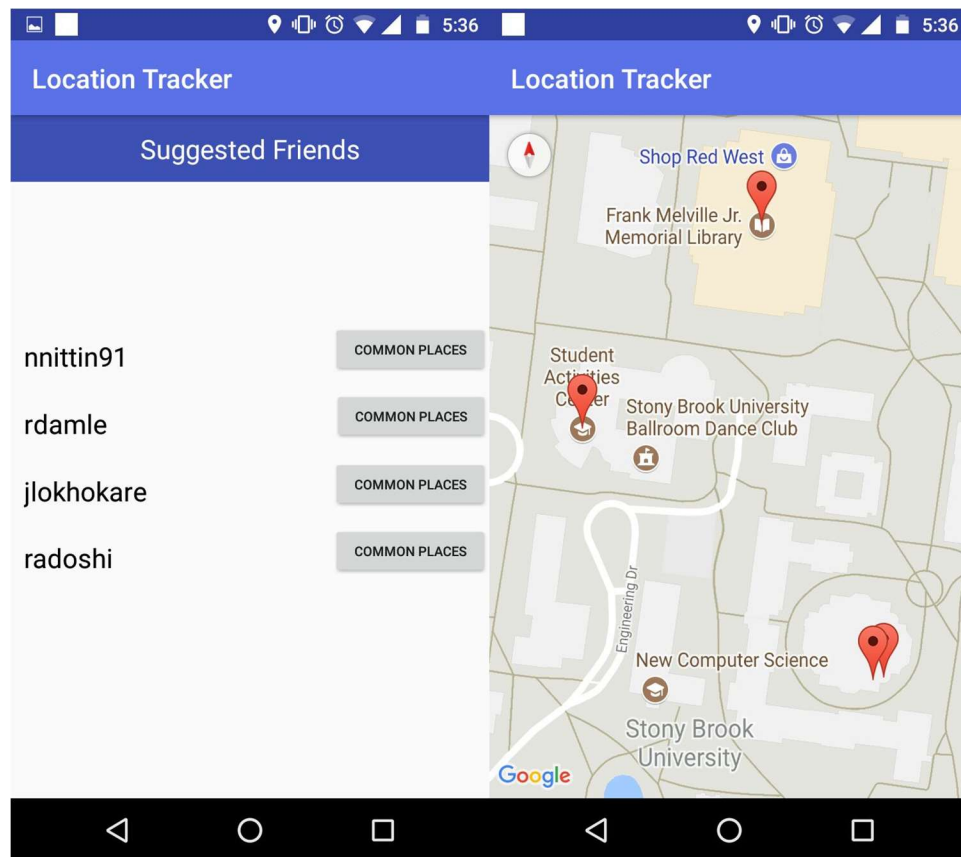 5:36
Location Tracker
Suggested Friends
nnittin91
COMMON PLACES
rdamle
COMMON PLACES
jlokhokare
COMMON PLACES
radoshi
COMMON PLACES
5:36
Location Tracker
Shop Red West
Frank Melville Jr.
Memorial Library
Student
Activities
Center
Stony Brook University
Ballroom Dance Club
Engineering Dr
New Computer Science
Stony Brook
University
Google